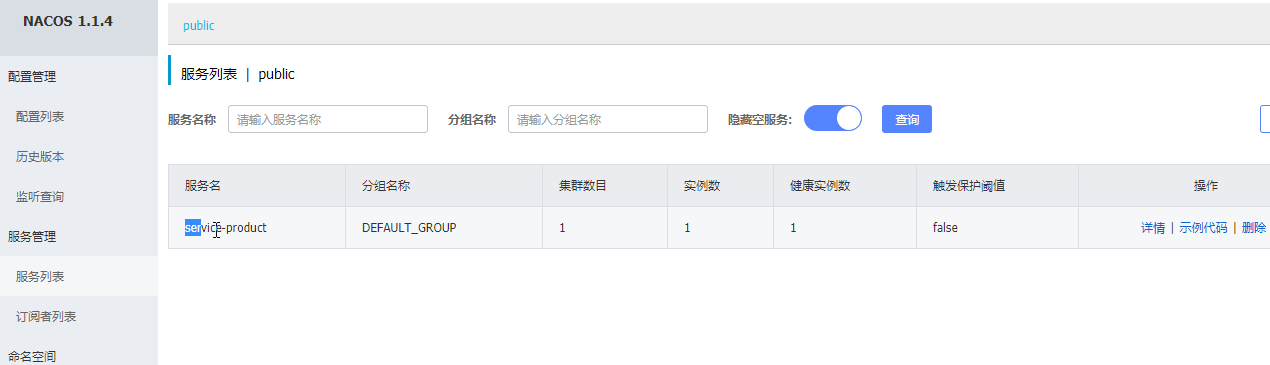 NACOS 1.1.4
配置管理
配置列表
历史版本
监听查询
服务管理
服务列表
订阅者列表
命名空间
public
服务列表 | public
服务名称 请输入服务名称 分组名称 请输入分组名称 隐藏空服务: 查询
服务名 分组名称 集群数目 实例数 健康实例数 触发保护阈值 操作
service-product DEFAULT_GROUP 1 1 1 false 详情 | 示例代码 | 删除